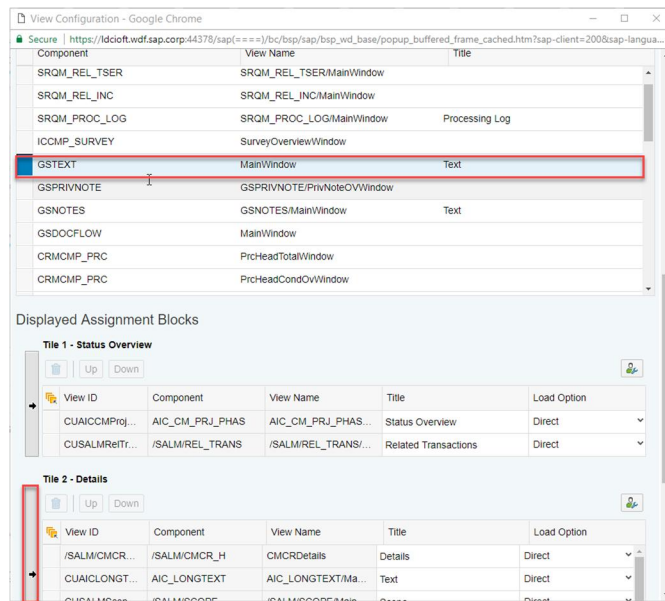 View Configuration - Google Chrome
Secure | https://ldcioft.wdf.sap.corp:44378/sap(====)/bc/bsp/sap/bsp_wd_base/popup_buffered_frame_cached.htm?sap-client=200&sap-langua...
Component View Name Title
SRQM_REL_TSER SRQM_REL_TSER/MainWindow
SRQM_REL_INC SRQM_REL_INC/MainWindow
SRQM_PROC_LOG SRQM_PROC_LOG/MainWindow Processing Log
ICCMP_SURVEY SurveyOverviewWindow
GSTEXT MainWindow Text
GSPRIVNOTE GSPRIVNOTE/PrivNoteOVWindow
GSNOTES GSNOTES/MainWindow Text
GSDOCFLOW MainWindow
CRMCMP_PRC PrcHeadTotalWindow
CRMCMP_PRC PrcHeadCondOvWindow
Displayed Assignment Blocks
Tile 1 - Status Overview
Up Down
View ID Component View Name Title Load Option
CUAICCMProj... AIC_CM_PRJ_PHAS AIC_CM_PRJ_PHAS... Status Overview Direct
CUSALMRelTr... /SALM/REL_TRANS /SALM/REL_TRANS/... Related Transactions Direct
Tile 2 - Details
Up Down
View ID Component View Name Title Load Option
/SALM/CMCR... /SALM/CMCR_H CMCRDetails Details Direct
CUAICLONGT... AIC_LONGTEXT AIC_LONGTEXT/Ma... Text Direct